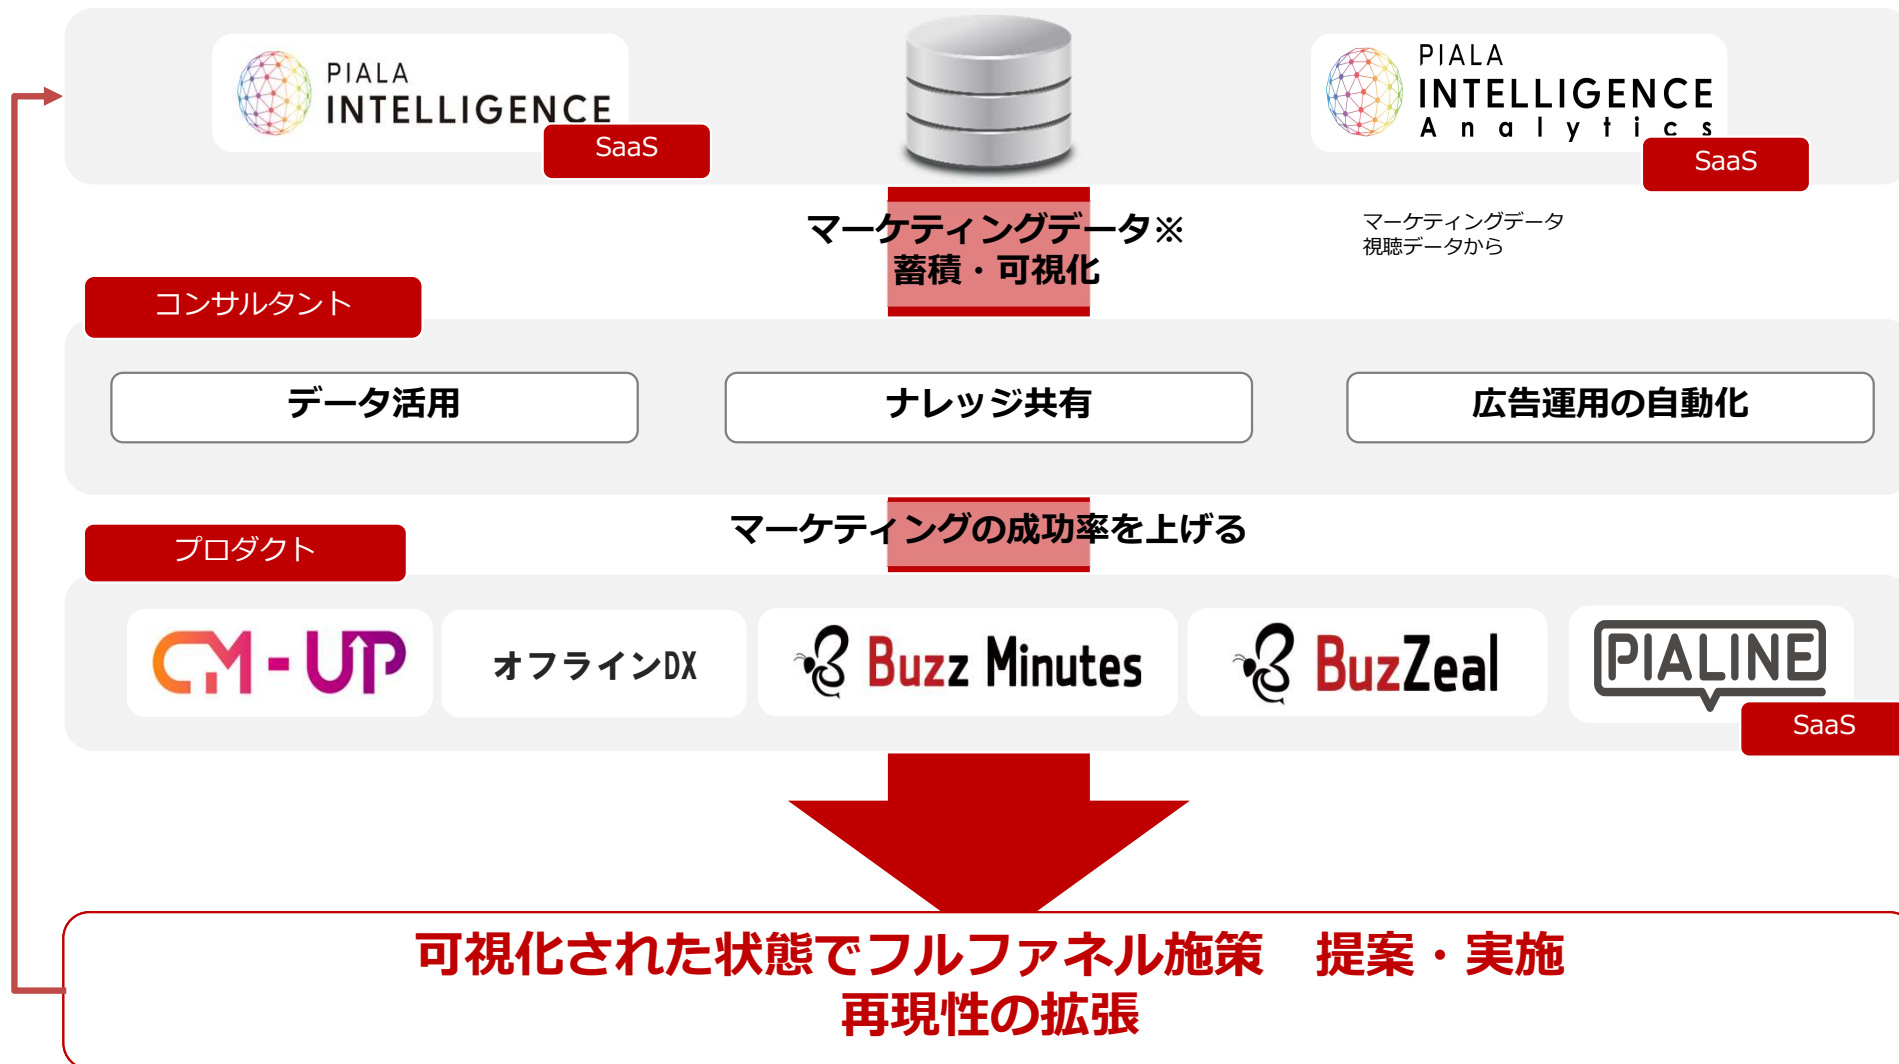 PIALA
INTELLIGENCE
SaaS
PIALA
INTELLIGENCE
Analytics
SaaS
マーケティングデータ※
蓄積・可視化
マーケティングデータ
視聴データから
コンサルタント
データ活用
ナレッジ共有
広告運用の自動化
マーケティングの成功率を上げる
プロダクト
CM-UP
オフラインDX
Buzz Minutes
BuzZeal
PIALINE
SaaS
可視化された状態でフルファネル施策　提案・実施
再現性の拡張